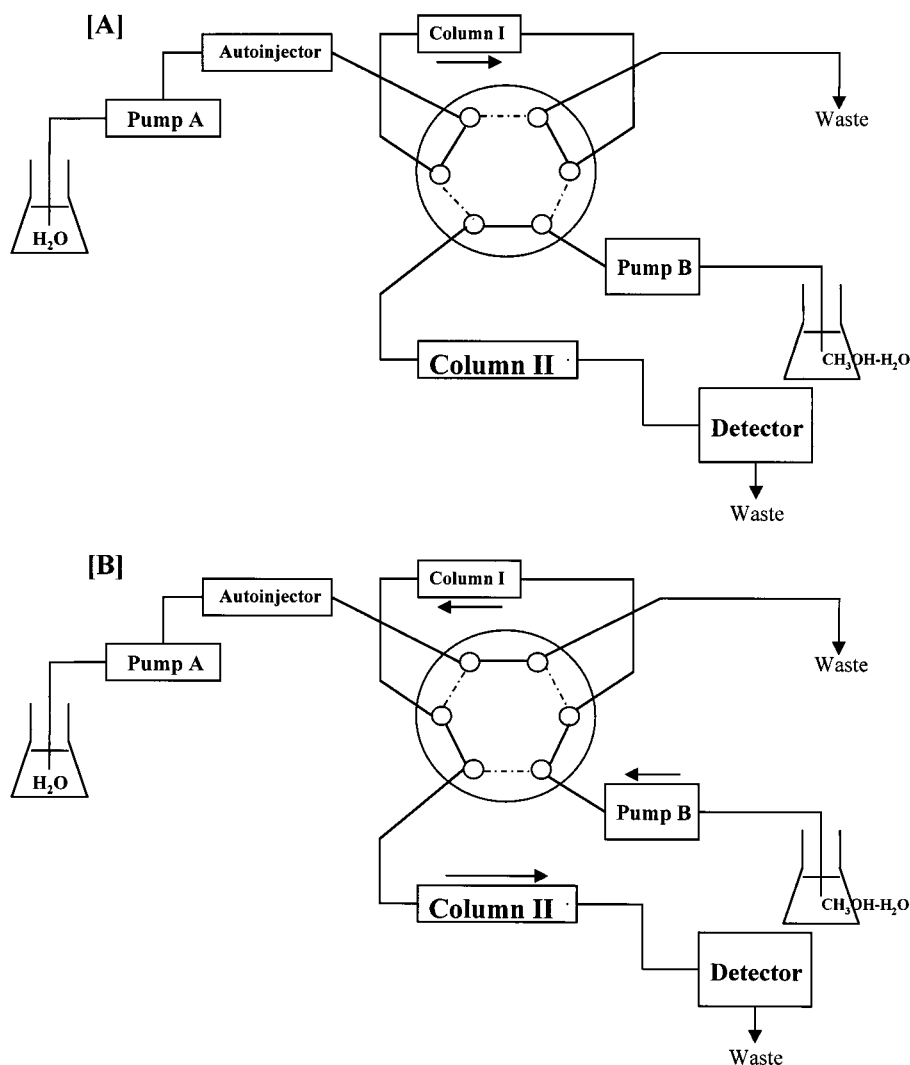 [A]
Column I
Autoinjector
Pump A
Waste
H₂O
Pump B
CH₃OH-H₂O
Column II
Detector
Waste
[B]
Column I
Autoinjector
Pump A
Waste
H₂O
Pump B
CH₃OH-H₂O
Column II
Detector
Waste